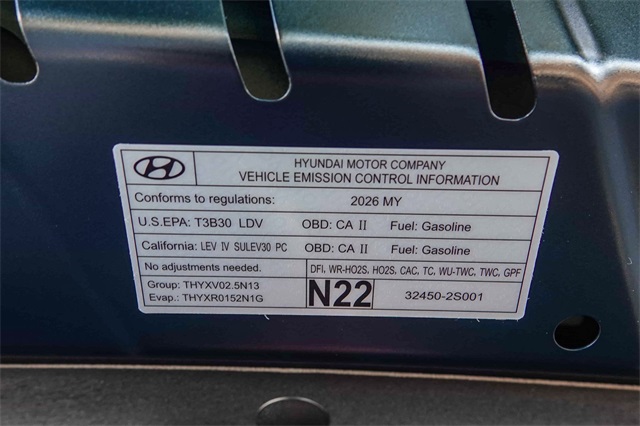 HYUNDAI MOTOR COMPANY
VEHICLE EMISSION CONTROL INFORMATION
Conforms to regulations: 2026 MY
U.S.EPA: T3B30 LDV OBD: CA II Fuel: Gasoline
California: LEV IV SULEV30 PC OBD: CA II Fuel: Gasoline
No adjustments needed. DFI, WR-HO2S, HO2S, CAC, TC, WU-TWC, TWC, GPF
Group: THYXV02.5N13
Evap.: THYXR0152N1G
N22 32450-2S001